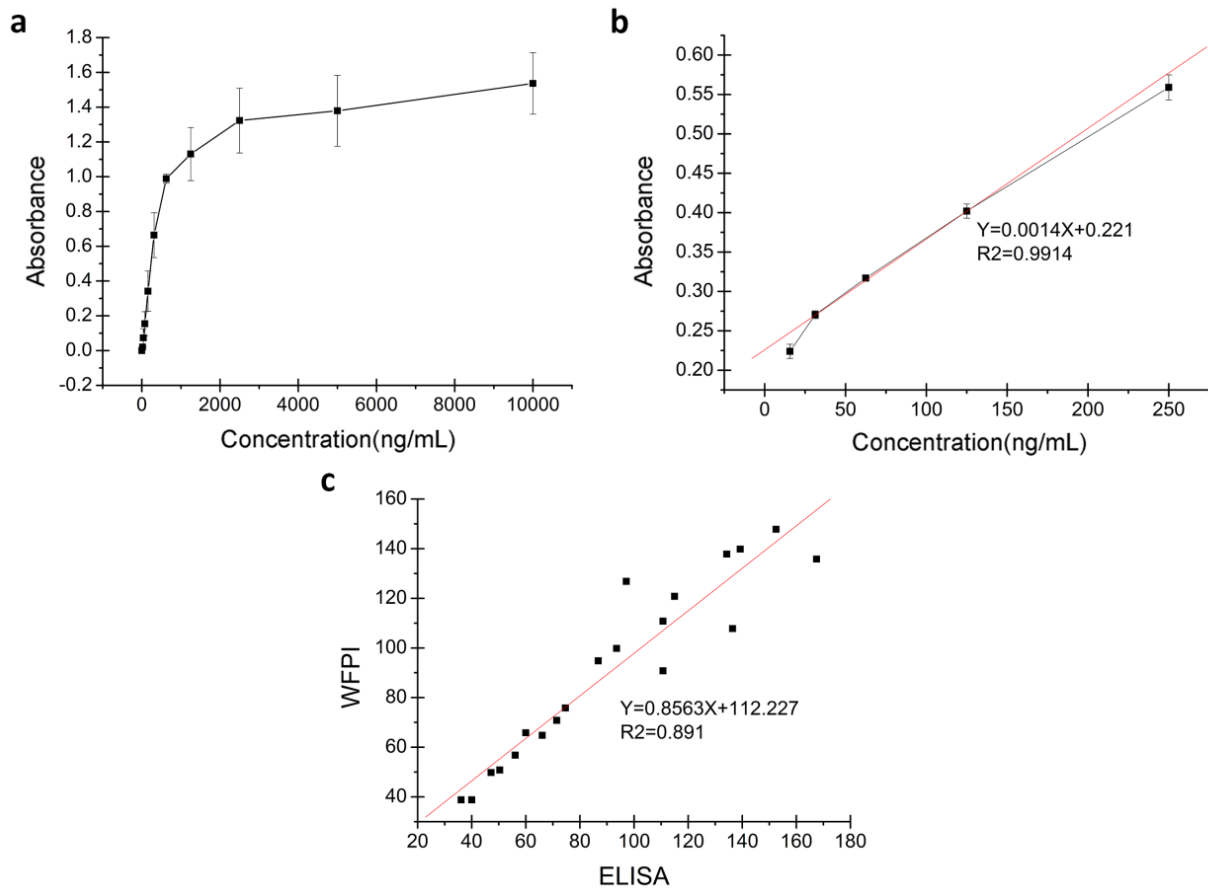 a
1.8
1.6
1.4
1.2
1.0
0.8
0.6
0.4
0.2
0.0
-0.2
Absorbance
0 2000 4000 6000 8000 10000
Concentration(ng/mL)
b
0.60
0.55
0.50
0.45
0.40
0.35
0.30
0.25
0.20
Absorbance
Y=0.0014X+0.221
R2=0.9914
0 50 100 150 200 250
Concentration(ng/mL)
c
160
140
120
100
80
60
40
WFPI
Y=0.8563X+112.227
R2=0.891
20 40 60 80 100 120 140 160 180
ELISA